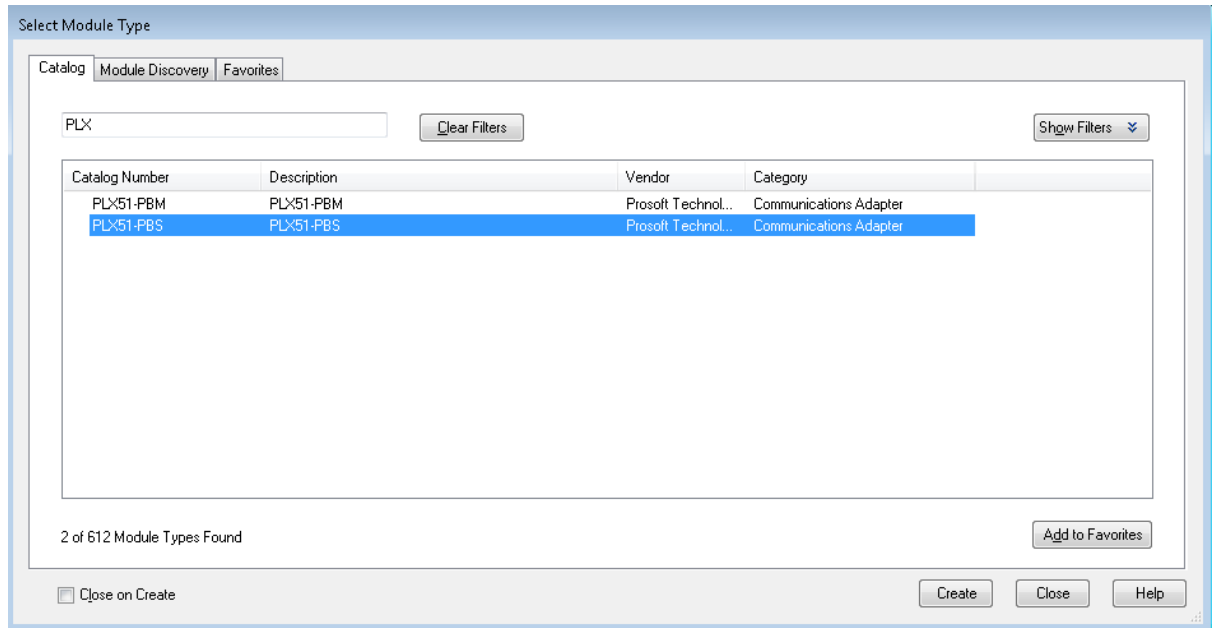 Select Module Type
Catalog Module Discovery Favorites
PLX Clear Filters Show Filters
Catalog Number Description Vendor Category
PLX51-PBM PLX51-PBM Prosoft Technol... Communications Adapter
PLX51-PBS PLX51-PBS Prosoft Technol... Communications Adapter
2 of 612 Module Types Found Add to Favorites
Close on Create Create Close Help